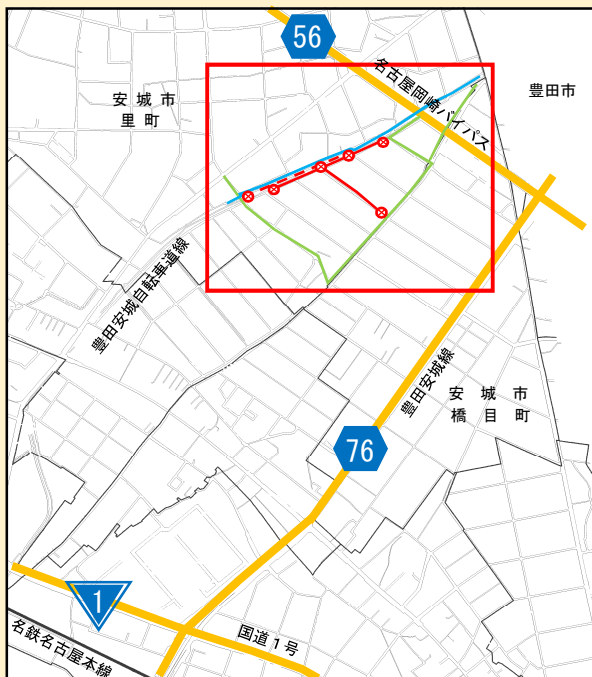 56
名古屋岡崎バイパス
豊田市
安城市
里町
豊田安城自転車道線
豊田安城線
安城市
橋目町
76
1
国道1号
名鉄名古屋本線